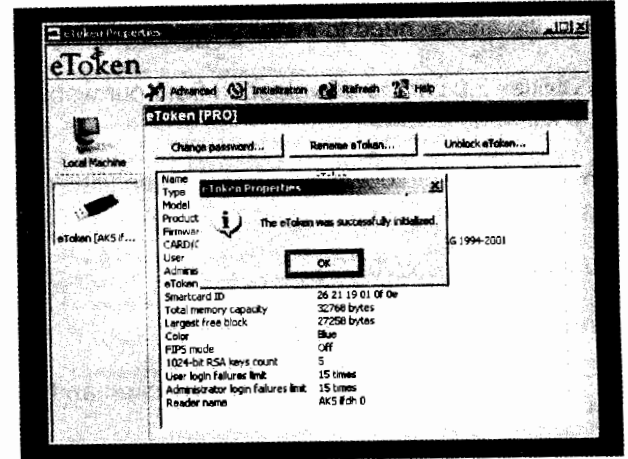 eToken Properties
eToken
Advanced Initialization Refresh Help
eToken [PRO]
Local Machine
eToken [AKS if...
Change password... Rename eToken... Unblock eToken...
Name
Type
Model
Product
Firmwar
CARD
User
Adminis
eToken
G 1994-2001
eToken Properties
The eToken was successfully initialized.
OK
Smartcard ID 26 21 19 01 0f 0e
Total memory capacity 32768 bytes
Largest free block 27258 bytes
Color Blue
FIPS mode Off
1024-bit RSA keys count 5
User login failures limit 15 times
Administrator login failures limit 15 times
Reader name AKS ifdh 0